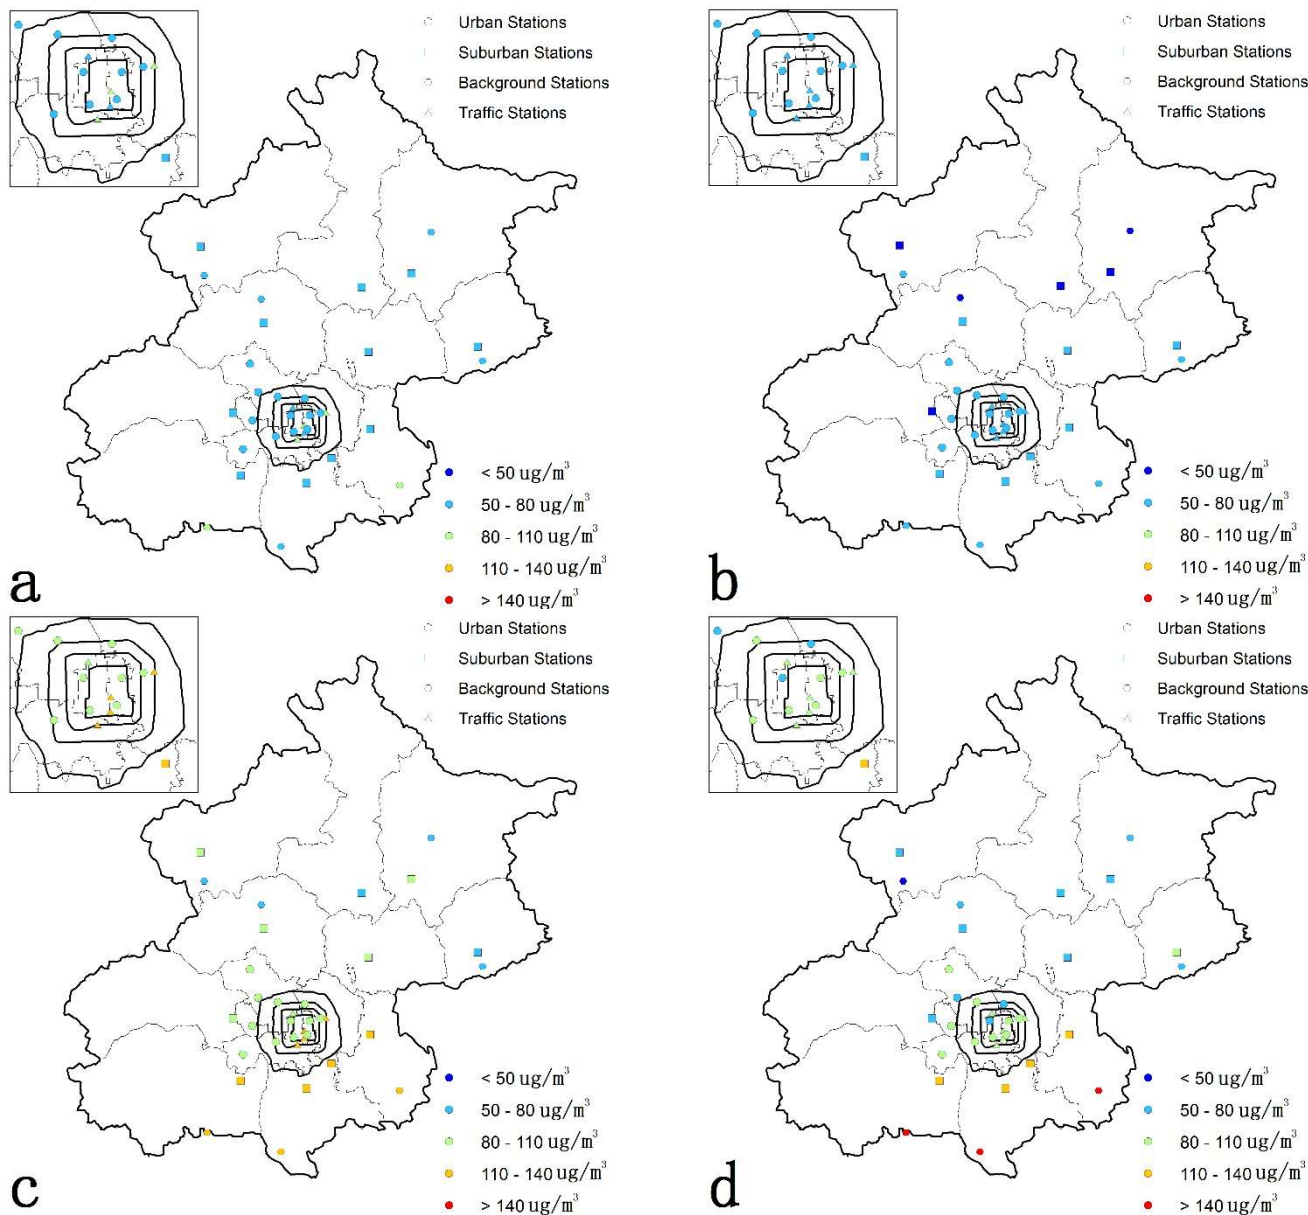 Urban Stations
Suburban Stations
Background Stations
Traffic Stations
< 50 ug/m³
50 - 80 ug/m³
80 - 110 ug/m³
110 - 140 ug/m³
> 140 ug/m³
a
Urban Stations
Suburban Stations
Background Stations
Traffic Stations
< 50 ug/m³
50 - 80 ug/m³
80 - 110 ug/m³
110 - 140 ug/m³
> 140 ug/m³
b
Urban Stations
Suburban Stations
Background Stations
Traffic Stations
< 50 ug/m³
50 - 80 ug/m³
80 - 110 ug/m³
110 - 140 ug/m³
> 140 ug/m³
c
Urban Stations
Suburban Stations
Background Stations
Traffic Stations
< 50 ug/m³
50 - 80 ug/m³
80 - 110 ug/m³
110 - 140 ug/m³
> 140 ug/m³
d